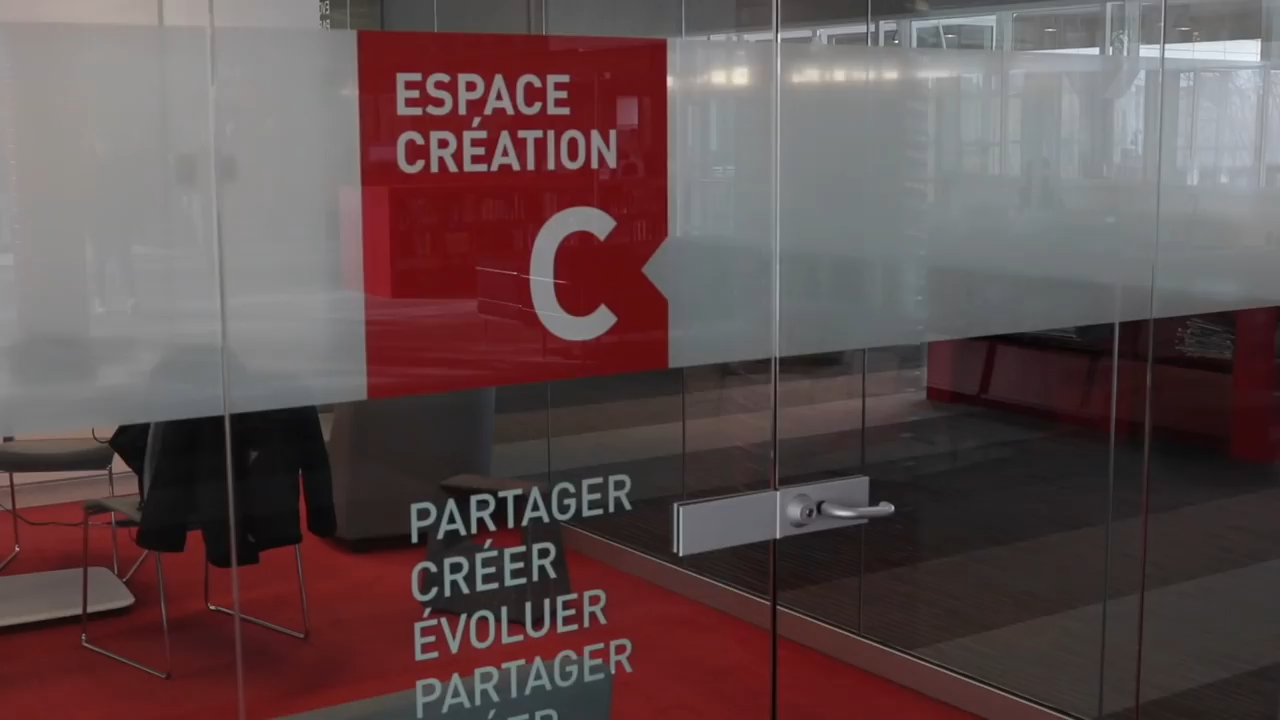 ESPACE
CRÉATION
C
PARTAGER
CRÉER
ÉVOLUER
PARTAGER